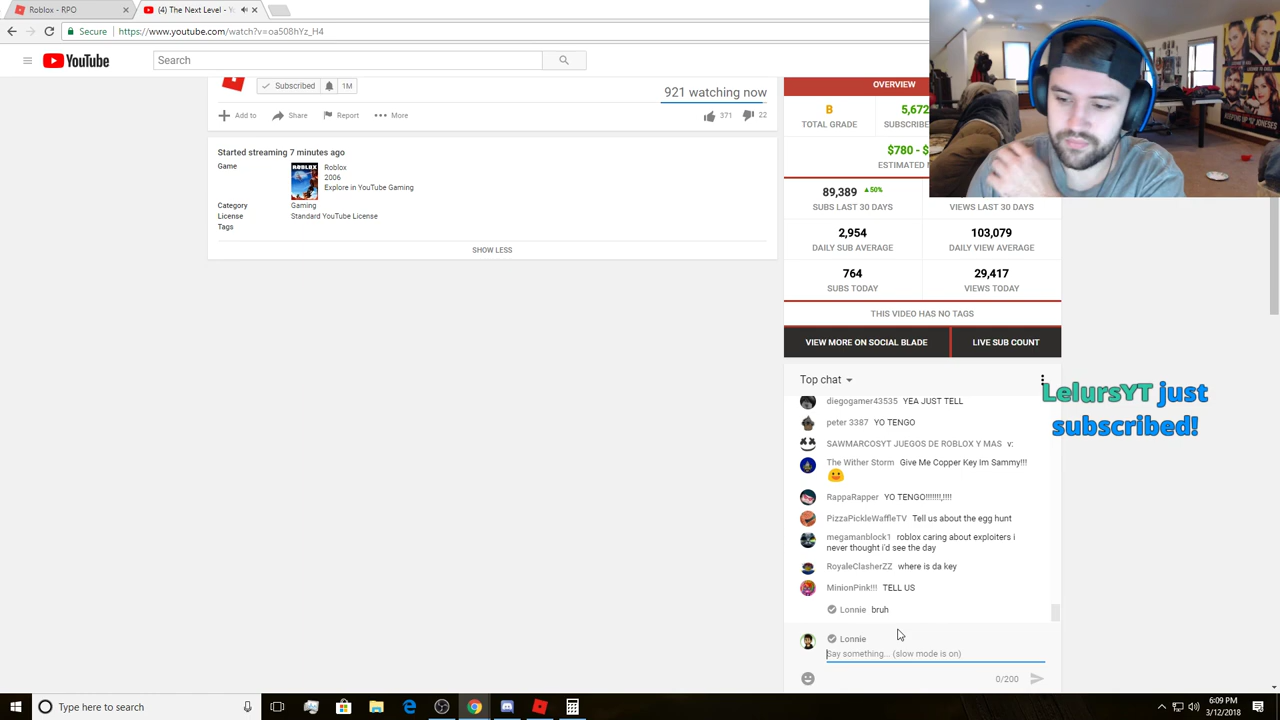 Roblox - RPO
(4) The Next Level -
Secure
https://www.youtube.com/watch?v=oa508hYz_H4
YouTube
Search
Subscribed
1M
921 watching now
Add to
Share
Report
More
371
22
Started streaming 7 minutes ago
Game
Roblox
2006
Explore in YouTube Gaming
Category
Gaming
License
Standard YouTube License
Tags
SHOW LESS
OVERVIEW
B
5,672
TOTAL GRADE
SUBSCRIBE
$780 - $
ESTIMATED
89,389
50%
SUBS LAST 30 DAYS
VIEWS LAST 30 DAYS
2,954
103,079
DAILY SUB AVERAGE
DAILY VIEW AVERAGE
764
29,417
SUBS TODAY
VIEWS TODAY
THIS VIDEO HAS NO TAGS
VIEW MORE ON SOCIAL BLADE
LIVE SUB COUNT
Top chat
diegogamer43535 YEA JUST TELL
peter 3387 YO TENGO
SAWMARCOSYT JUEGOS DE ROBLOX Y MAS v:
The Wither Storm Give Me Copper Key Im Sammy!!!
RappaRapper YO TENGO!!!!!!!,!!!!
PizzaPickleWaffleTV Tell us about the egg hunt
megamanblock1 roblox caring about exploiters i
never thought i'd see the day
RoyaleClasherZZ where is da key
MinionPink!!! TELL US
Lonnie bruh
Lonnie
Say something... (slow mode is on)
0/200
LelursYT just
subscribed!
Type here to search
6:09 PM
3/12/2018